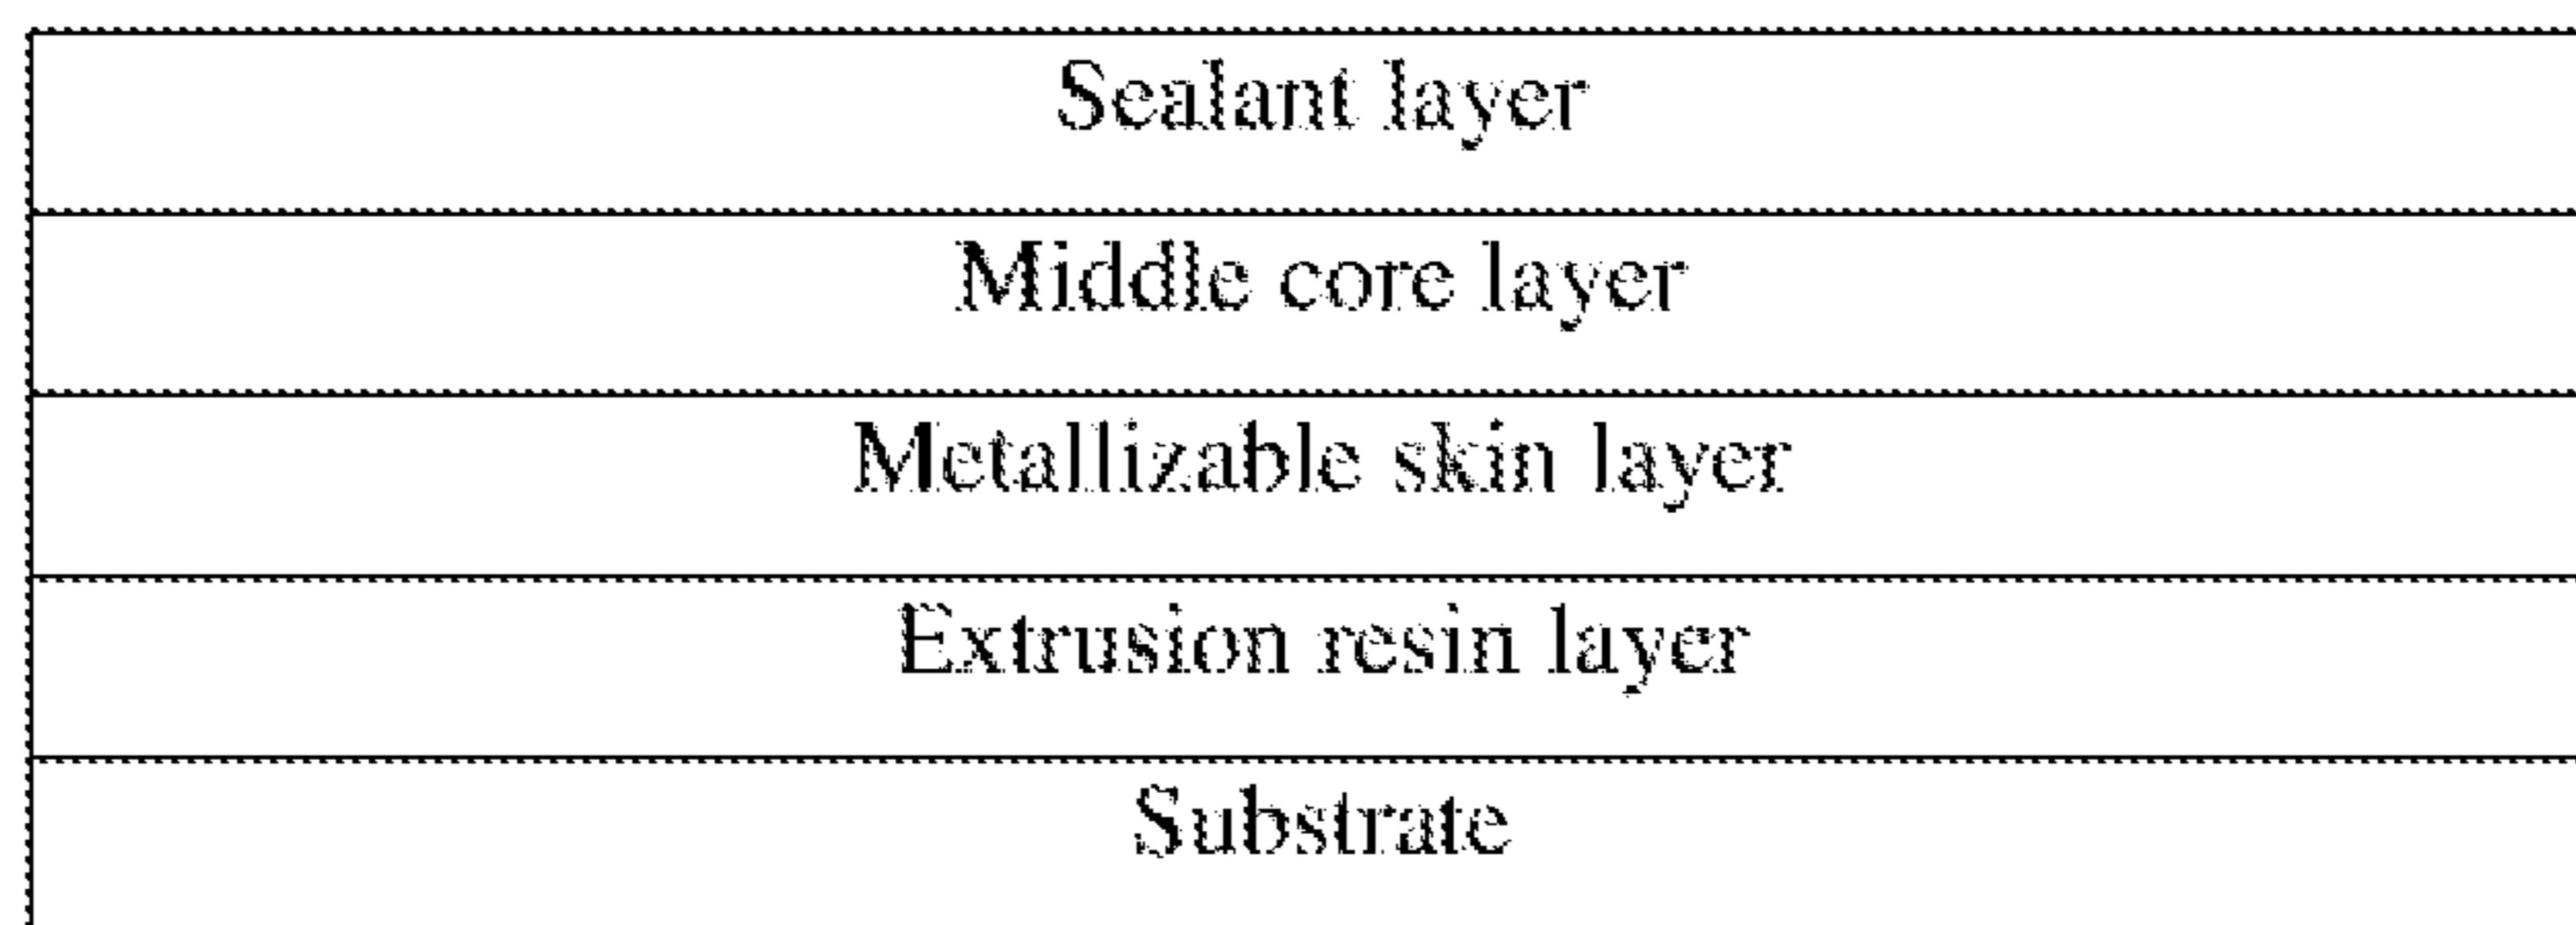 Sealant layer
Middle core layer
Metallizable skin layer
Extrusion resin layer
Substrate